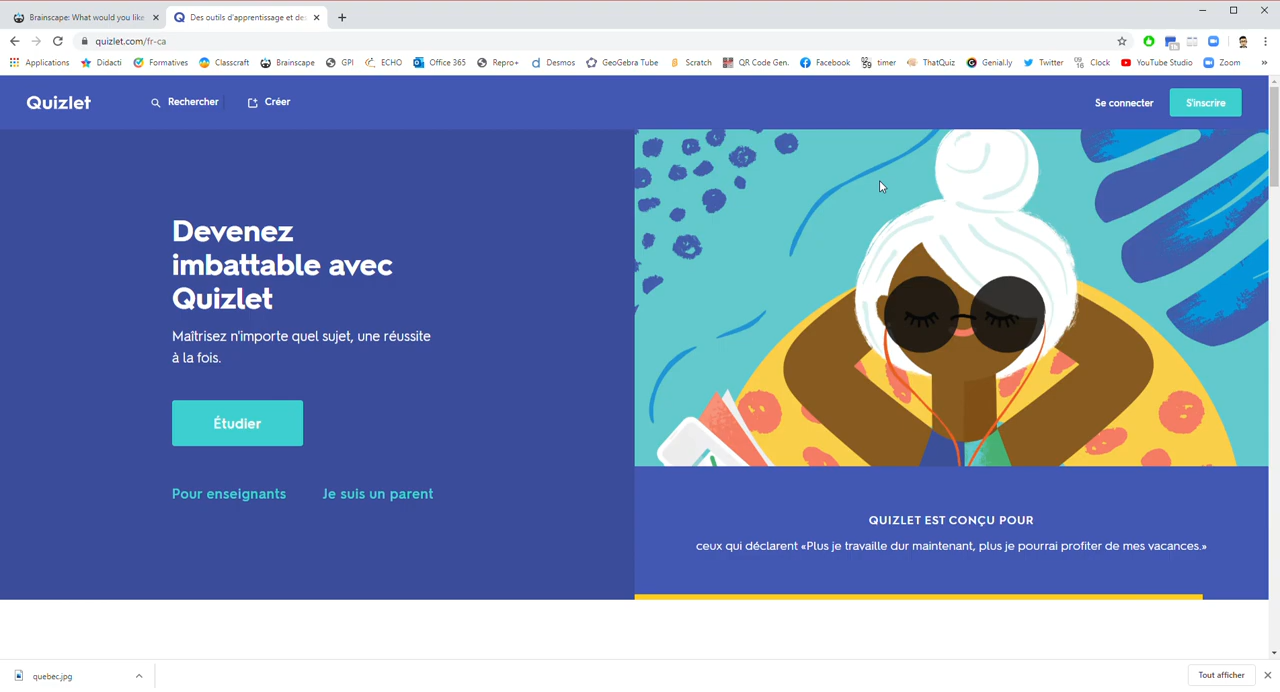 Brainscape: What would you like
Des outils d'apprentissage et des
quizlet.com/fr-ca
Applications
Didacti
Formatives
Classcraft
Brainscape
GPI
ECHO
Office 365
Repro+
Desmos
GeoGebra Tube
Scratch
QR Code Gen.
Facebook
timer
ThatQuiz
Genial.ly
Twitter
Clock
YouTube Studio
Zoom
Quizlet
Rechercher
Créer
Se connecter
S'inscrire
Devenez
imbattable avec
Quizlet
Maîtrisez n'importe quel sujet, une réussite
à la fois.
Étudier
Pour enseignants
Je suis un parent
QUIZLET EST CONÇU POUR
ceux qui déclarent «Plus je travaille dur maintenant, plus je pourrai profiter de mes vacances.»
quebec.jpg
Tout afficher